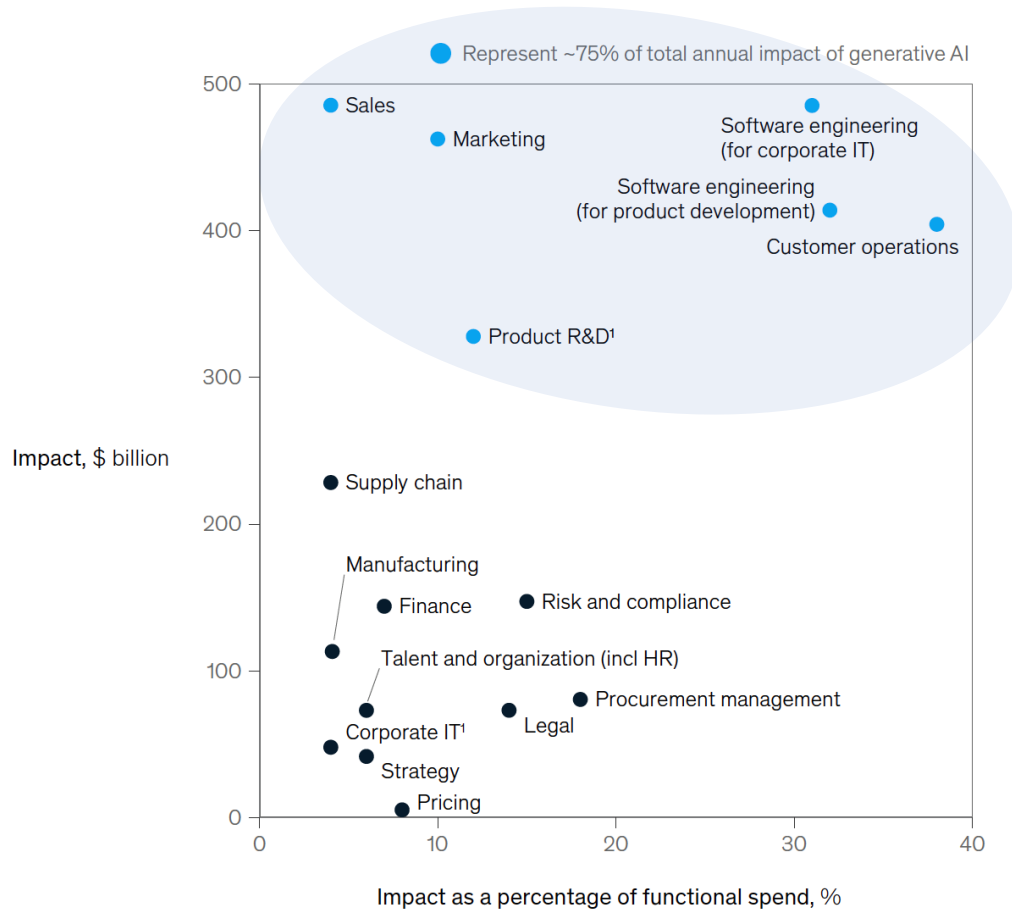 Represent ~75% of total annual impact of generative AI
500
Sales
Marketing
Software engineering
(for corporate IT)
Software engineering
(for product development)
400
Customer operations
Product R&D¹
300
Impact, $ billion
Supply chain
200
Manufacturing
Finance
Risk and compliance
Talent and organization (incl HR)
100
Procurement management
Legal
Corporate IT¹
Strategy
Pricing
0
0
10
20
30
40
Impact as a percentage of functional spend, %